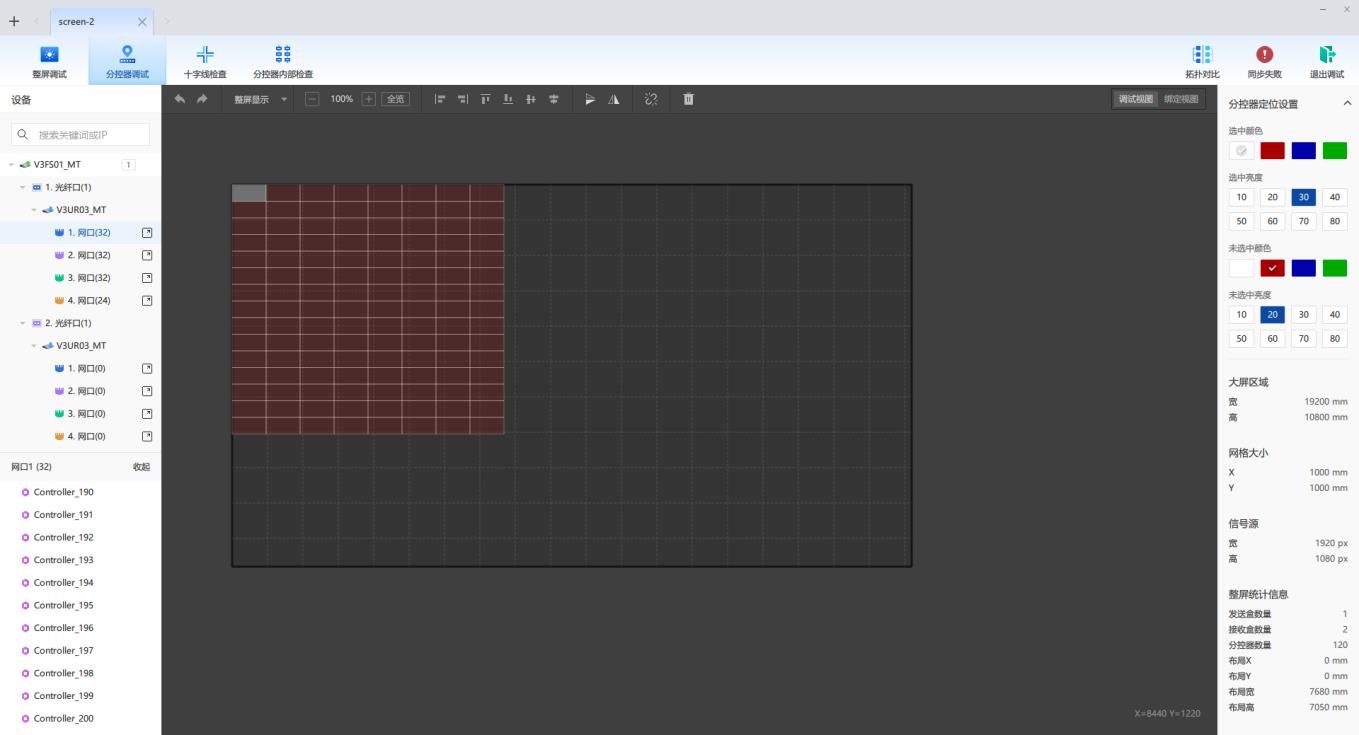 screen-2
整屏调试
分控器调试
十字线检查
分控器内部检查
拓扑对比
同步失败
退出调试
设备
搜索关键词或IP
V3FS01_MT 1
1. 光纤口(1)
V3UR03_MT
1. 网口(32)
2. 网口(32)
3. 网口(32)
4. 网口(24)
2. 光纤口(1)
V3UR03_MT
1. 网口(0)
2. 网口(0)
3. 网口(0)
4. 网口(0)
网口1 (32) 收起
Controller_190
Controller_191
Controller_192
Controller_193
Controller_194
Controller_195
Controller_196
Controller_197
Controller_198
Controller_199
Controller_200
整屏显示 100% 全览
调试视图 绑定视图
X=8440 Y=1220
分控器定位设置
选中颜色
选中亮度
10 20 30 40
50 60 70 80
未选中颜色
未选中亮度
10 20 30 40
50 60 70 80
大屏区域
宽 19200 mm
高 10800 mm
网格大小
X 1000 mm
Y 1000 mm
信号源
宽 1920 px
高 1080 px
整屏统计信息
发送盒数量 1
接收盒数量 2
分控器数量 120
布局X 0 mm
布局Y 0 mm
布局宽 7680 mm
布局高 7050 mm